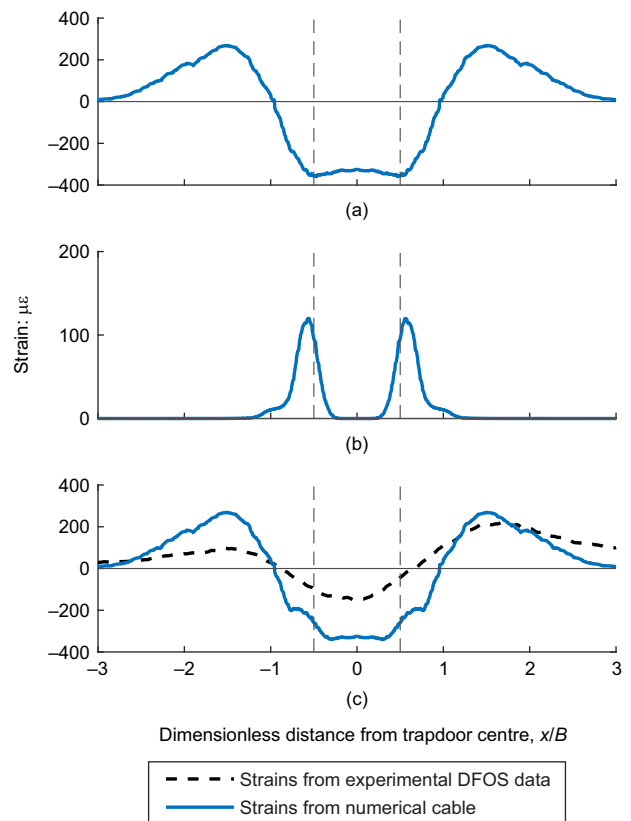 400
200
0
–200
–400
(a)
200
100
0
(b)
Strain: µε
400
200
0
–200
–400
–3 –2 –1 0 1 2 3
(c)
Dimensionless distance from trapdoor centre, x/B
Strains from experimental DFOS data
Strains from numerical cable